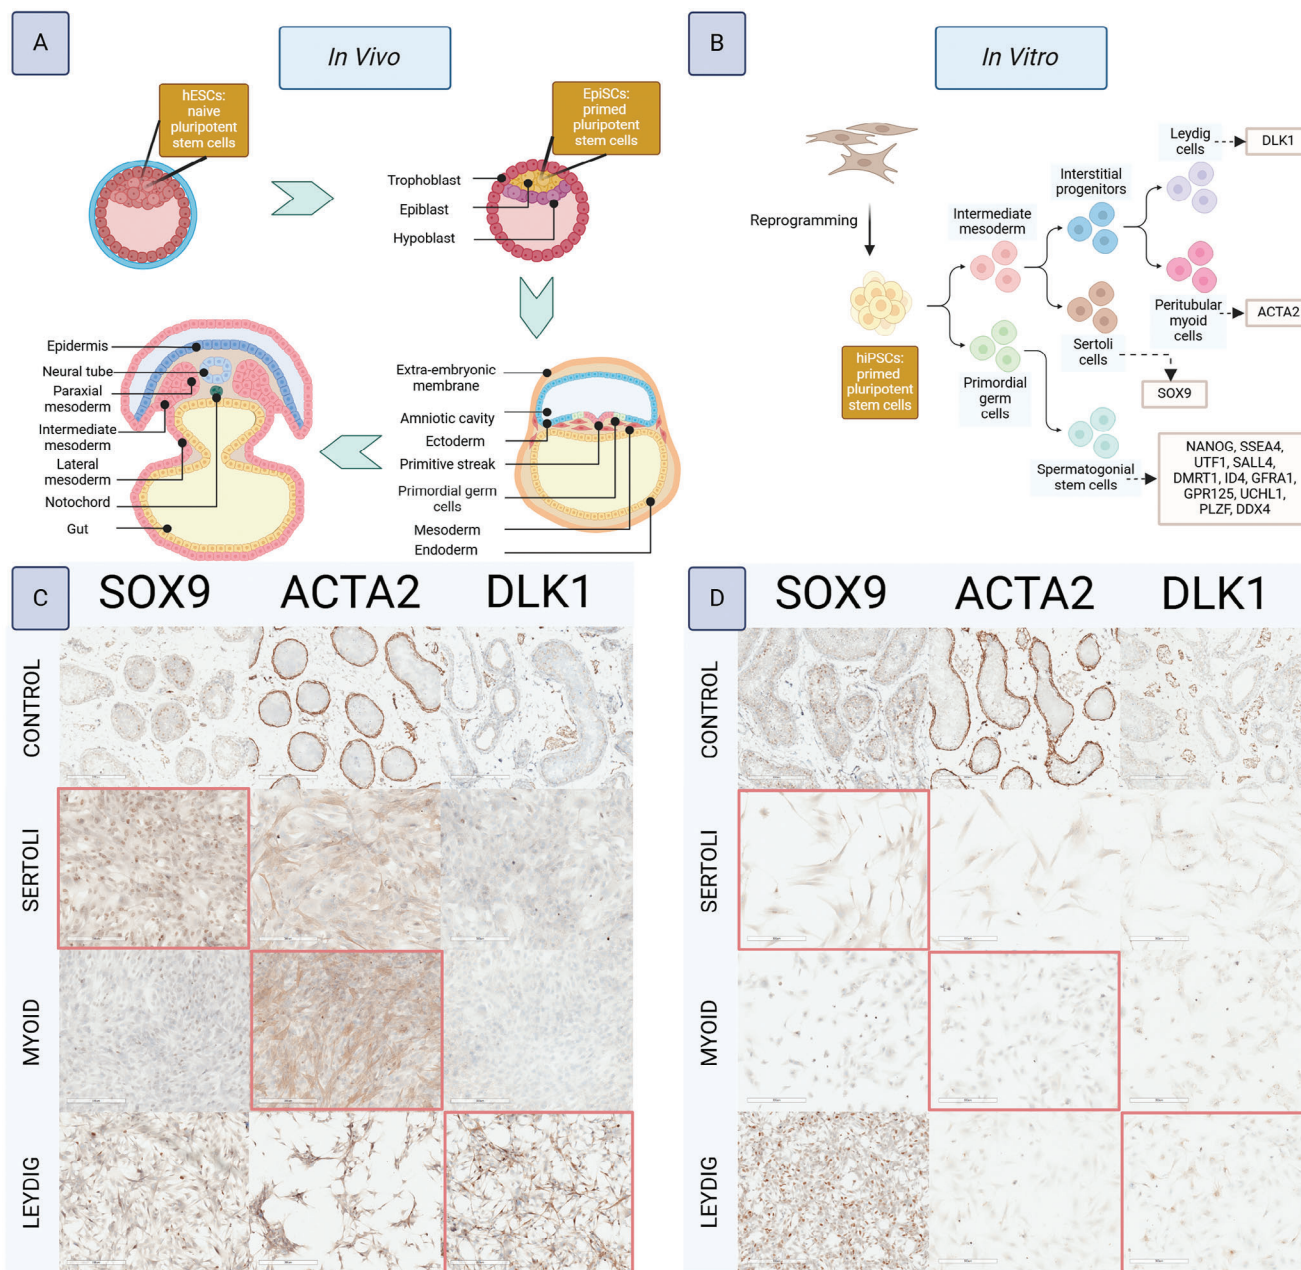 A
In Vivo
hESCs:
naive
pluripotent
stem cells
EpiSCs:
primed
pluripotent
stem cells
Trophoblast
Epiblast
Hypoblast
Epidermis
Neural tube
Paraxial
mesoderm
Intermediate
mesoderm
Lateral
mesoderm
Notochord
Gut
Extra-embryonic
membrane
Amniotic cavity
Ectoderm
Primitive streak
Primordial germ
cells
Mesoderm
Endoderm
B
In Vitro
Reprogramming
hiPSCs:
primed
pluripotent
stem cells
Intermediate
mesoderm
Primordial
germ
cells
Interstitial
progenitors
Sertoli
cells
SOX9
Leydig
cells
DLK1
Peritubular
myoid
cells
ACTA2
Spermatogonial
stem cells
NANOG, SSEA4,
UTF1, SALL4,
DMRT1, ID4, GFRA1,
GPR125, UCHL1,
PLZF, DDX4
C
SOX9 ACTA2 DLK1
CONTROL
SERTOLI
MYOID
LEYDIG
D
SOX9 ACTA2 DLK1
CONTROL
SERTOLI
MYOID
LEYDIG